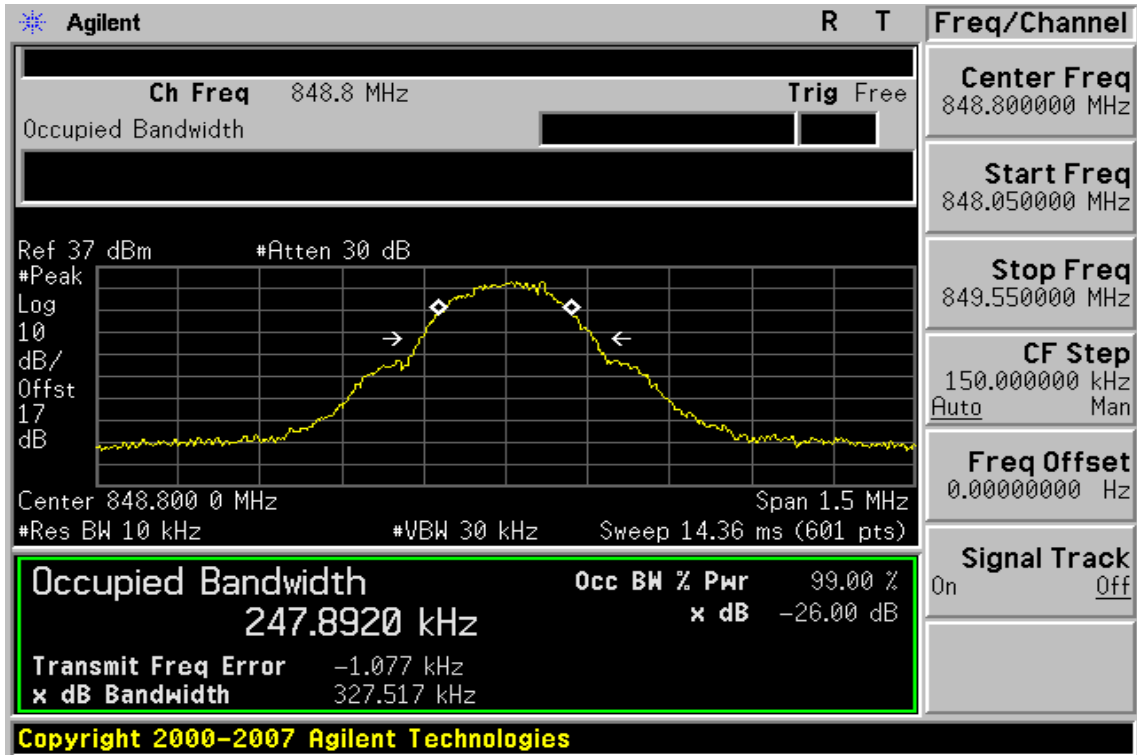 Agilent R T
Freq/Channel
Ch Freq 848.8 MHz Trig Free
Occupied Bandwidth
Center Freq
848.800000 MHz
Start Freq
848.050000 MHz
Stop Freq
849.550000 MHz
CF Step
150.000000 kHz
Auto Man
Freq Offset
0.00000000 Hz
Signal Track
On Off
Ref 37 dBm #Atten 30 dB
#Peak
Log
10
dB/
Offst
17
dB
Center 848.800 0 MHz Span 1.5 MHz
#Res BW 10 kHz #VBW 30 kHz Sweep 14.36 ms (601 pts)
Occupied Bandwidth
247.8920 kHz
Occ BW % Pwr 99.00 %
x dB -26.00 dB
Transmit Freq Error -1.077 kHz
x dB Bandwidth 327.517 kHz
Copyright 2000-2007 Agilent Technologies